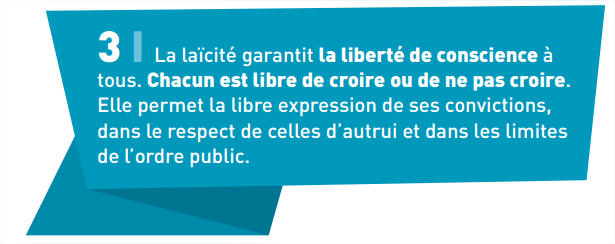 3 | La laïcité garantit la liberté de conscience à
tous. Chacun est libre de croire ou de ne pas croire.
Elle permet la libre expression de ses convictions,
dans le respect de celles d’autrui et dans les limites
de l’ordre public.